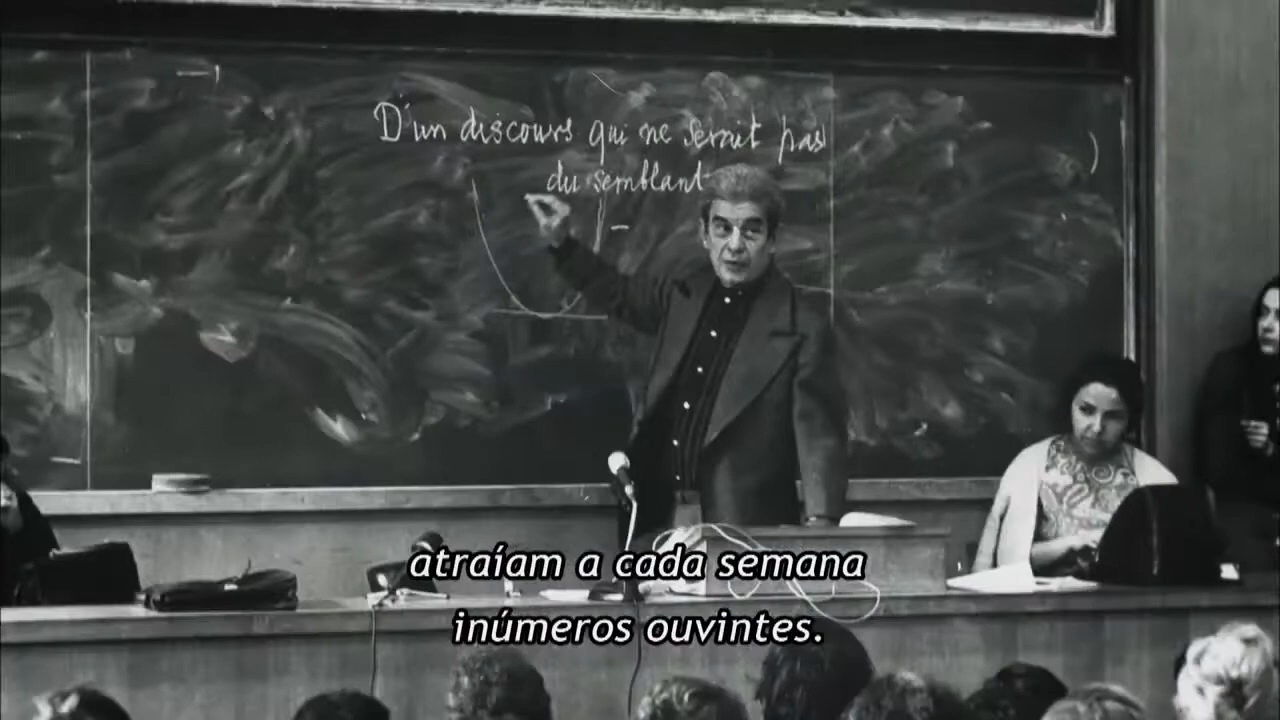 D'un discours qui ne serait pas
du semblant
atraíam a cada semana
inúmeros ouvintes.